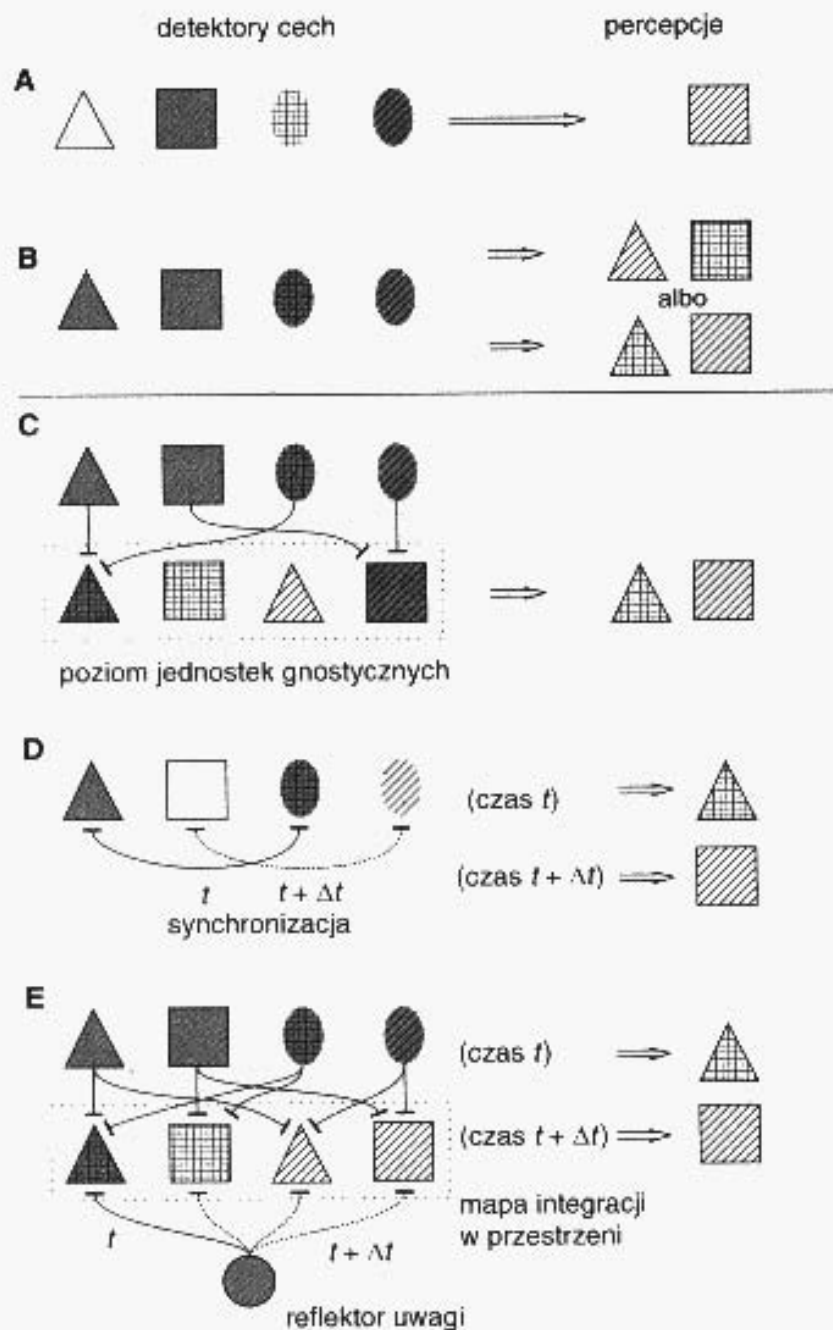 detektory cech
percepcje
A
B
albo
C
poziom jednostek gnostycznych
D
(czas t)
(czas t + Δt)
t
t + Δt
synchronizacja
E
(czas t)
(czas t + Δt)
mapa integracji
w przestrzeni
t
t + Δt
reflektor uwagi